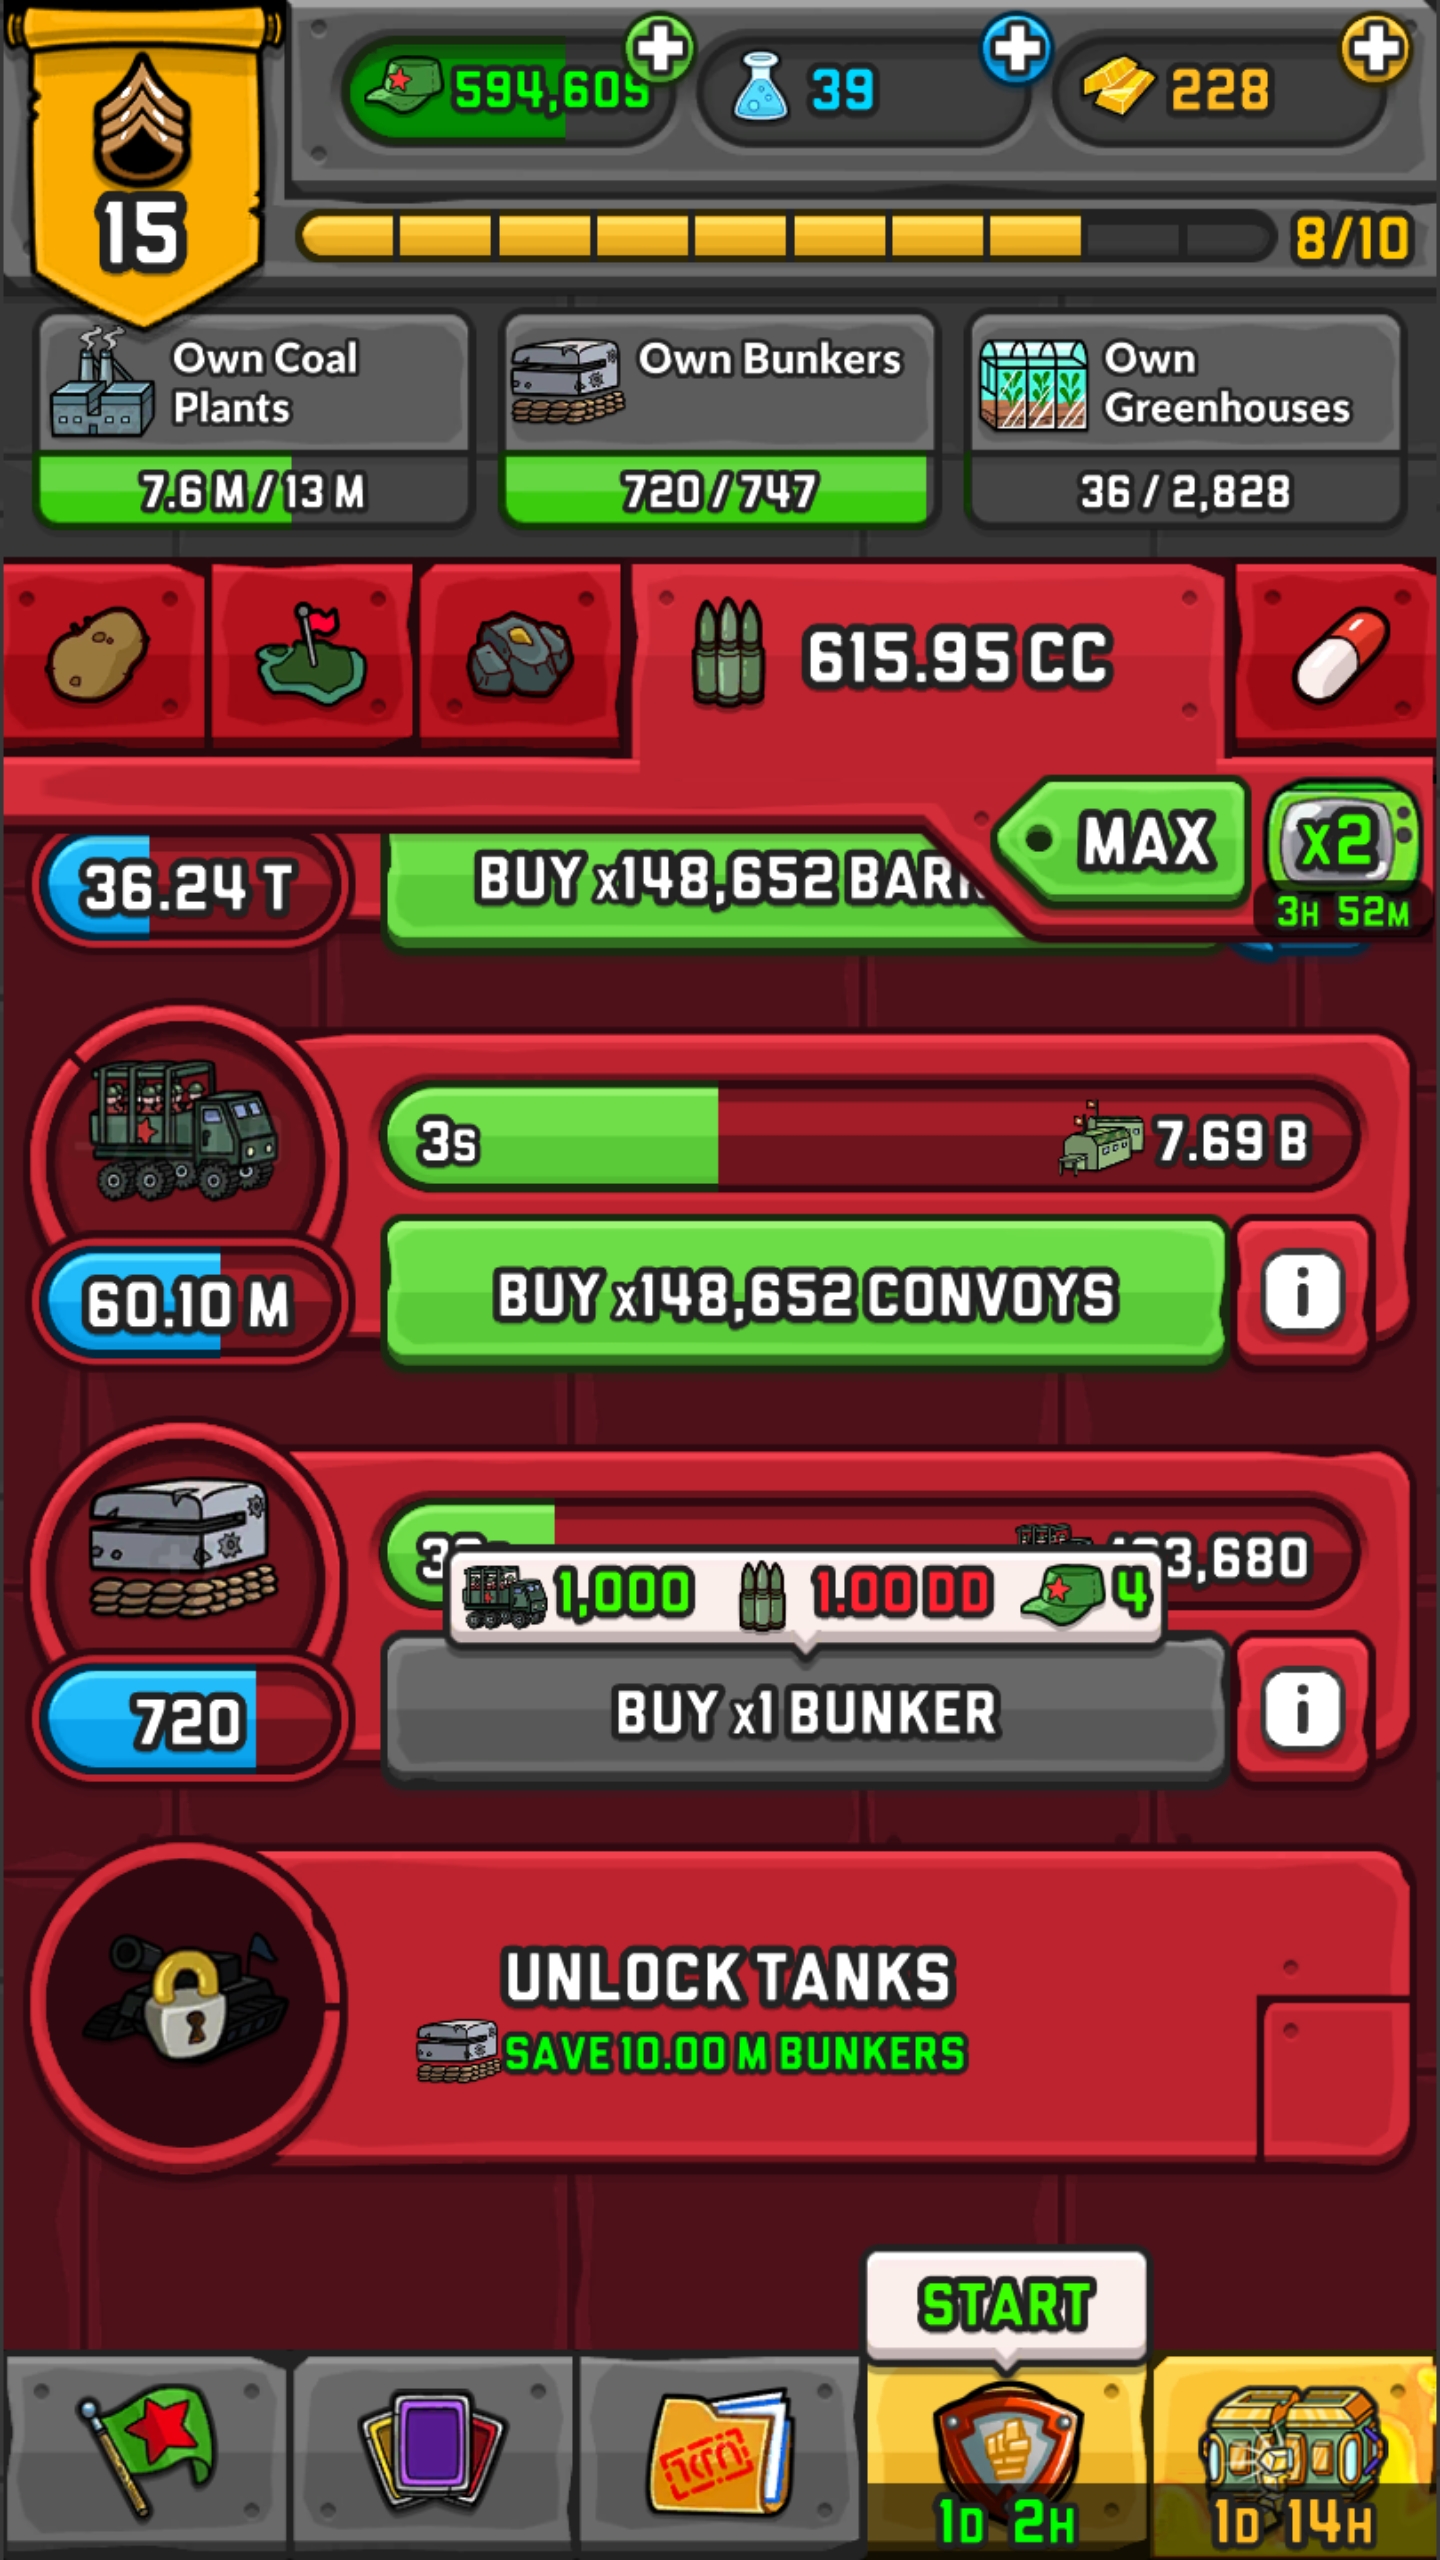 594,609
39
228
15
8/10
Own Coal
Plants
7.6 M / 13 M
Own Bunkers
720 / 747
Own
Greenhouses
36 / 2,828
615.95 CC
MAX
x2
3H 52M
36.24 T
BUY x148,652
3s
7.69 B
60.10 M
BUY x148,652 CONVOYS
i
3,680
1,000
1.00 DD
4
720
BUY x1 BUNKER
i
UNLOCK TANKS
SAVE 10.00 M BUNKERS
START
1D 2H
1D 14H